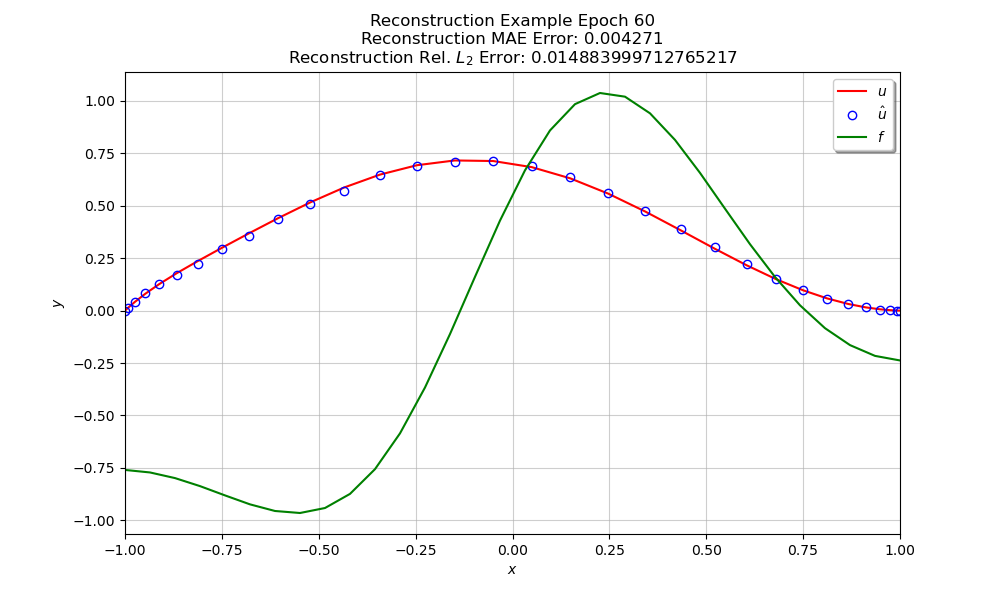 Reconstruction Example Epoch 60
Reconstruction MAE Error: 0.004271
Reconstruction Rel. L₂ Error: 0.014883999712765217
u
û
f
1.00
0.75
0.50
0.25
0.00
−0.25
−0.50
−0.75
−1.00
y
−1.00 −0.75 −0.50 −0.25 0.00 0.25 0.50 0.75 1.00
x